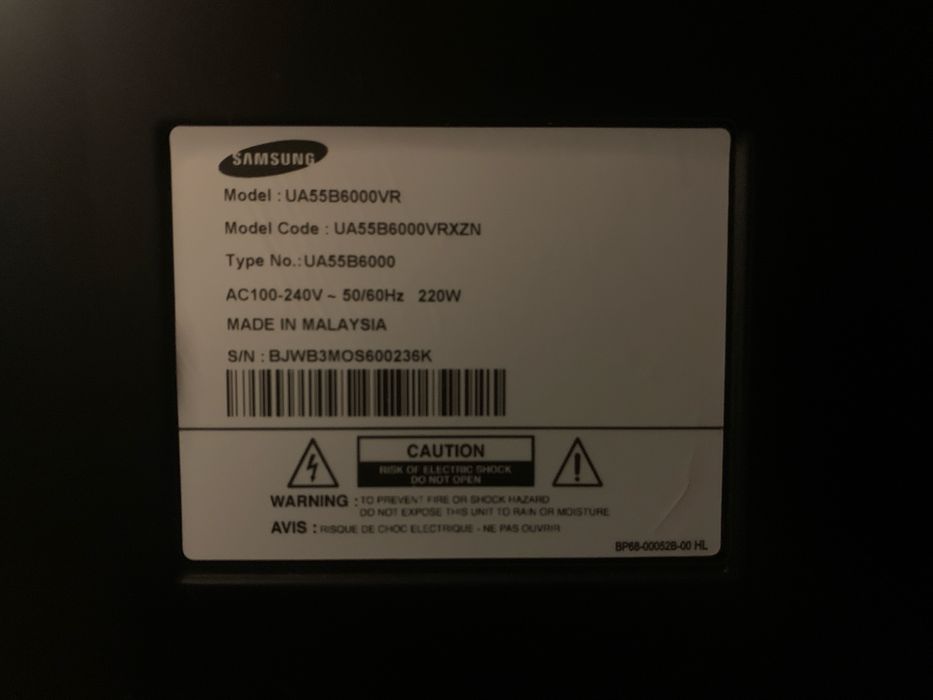 SAMSUNG
Model : UA55B6000VR
Model Code : UA55B6000VRXZN
Type No.:UA55B6000
AC100-240V ~ 50/60Hz 220W
MADE IN MALAYSIA
S/N : BJWB3MOS600236K
CAUTION
RISK OF ELECTRIC SHOCK
DO NOT OPEN
WARNING : TO PREVENT FIRE OR SHOCK HAZARD
DO NOT EXPOSE THIS UNIT TO RAIN OR MOISTURE
AVIS : RISQUE DE CHOC ELECTRIQUE - NE PAS OUVRIR
BP68-00052B-00 HL